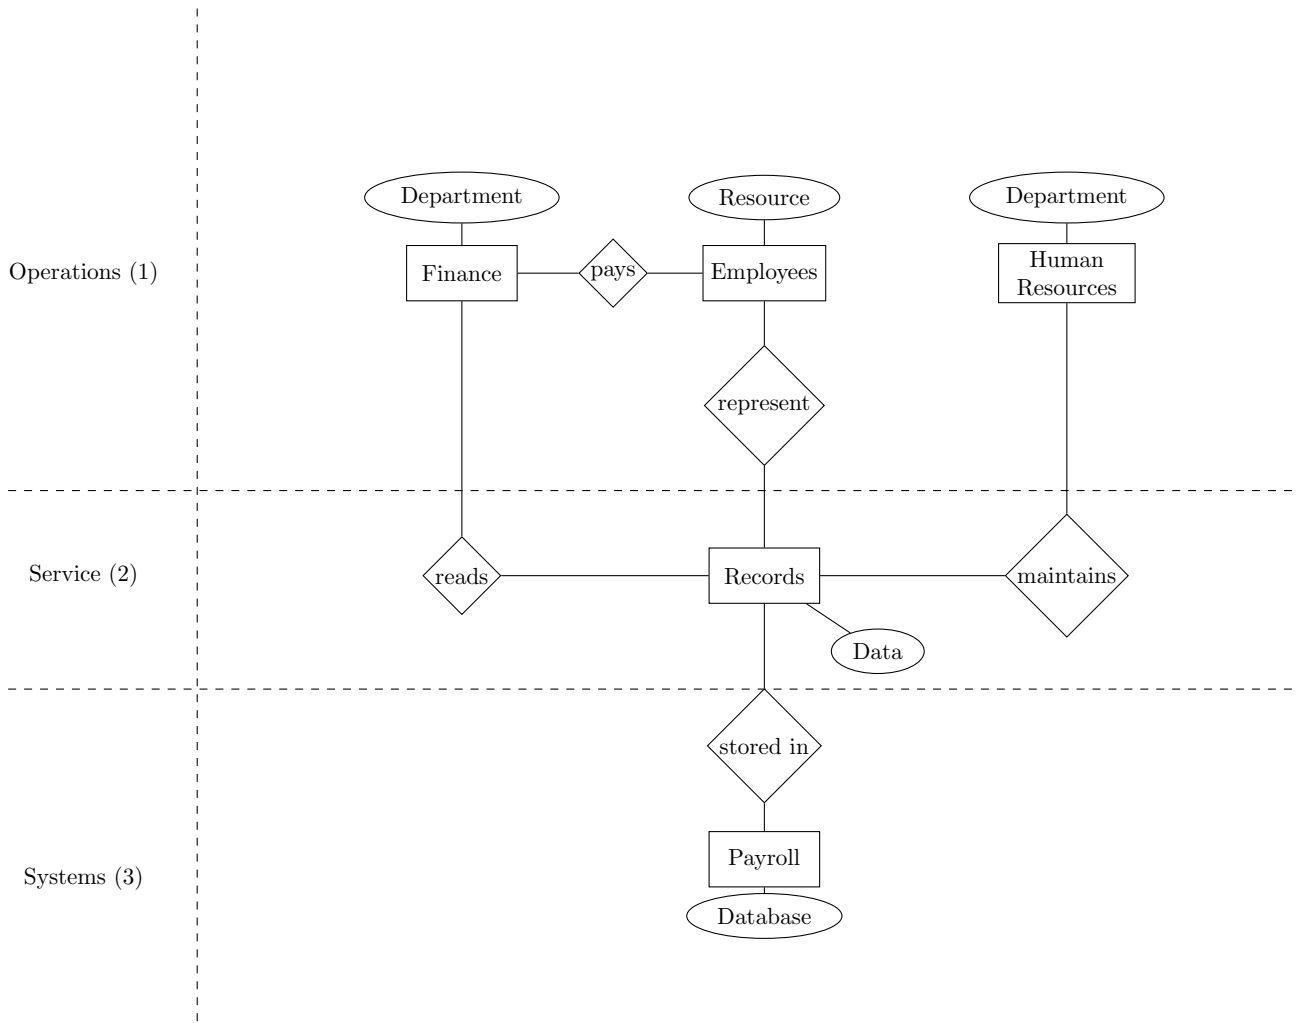 Department
Resource
Department
Operations (1)
Finance
pays
Employees
Human
Resources
represent
Service (2)
reads
Records
maintains
Data
stored in
Payroll
Systems (3)
Database